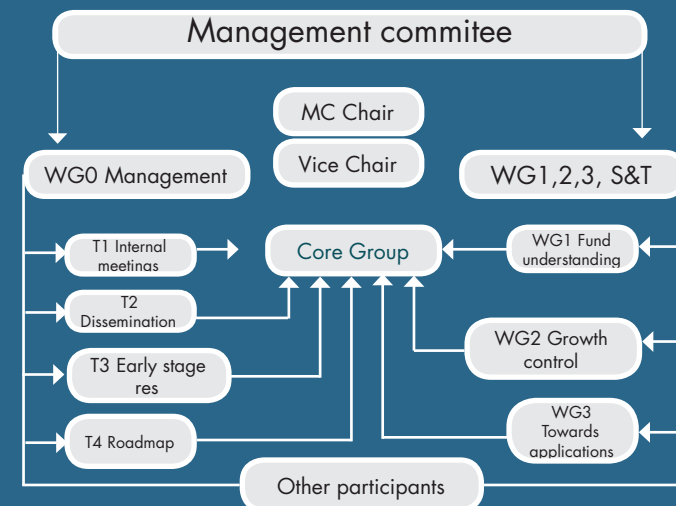 Management commitee
MC Chair
Vice Chair
WG0 Management
WG1,2,3, S&T
T1 Internal
meetinas
Core Group
WG1 Fund
understanding
T2
Dissemination
WG2 Growth
control
T3 Early stage
res
WG3
Towards
applications
T4 Roadmap
Other participants